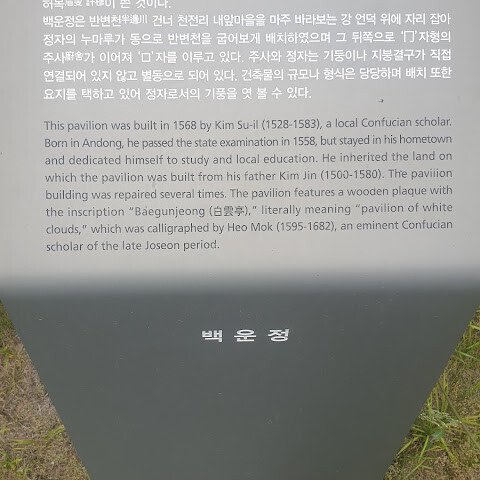 허목許穆이 쓴 것이다.
백운정은 반변천半邊川 건너 천전리 내앞마을을 마주 바라보는 강 언덕 위에 자리 잡아
정자의 누마루가 동으로 반변천을 굽어보게 배치하였으며 그 뒤쪽으로 'ㄇ'자형의
주사廚舍가 이어져 'ㅁ'자를 이루고 있다. 주사와 정자는 기둥이나 지붕결구가 직접
연결되어 있지 않고 별동으로 되어 있다. 건축물의 규모나 형식은 당당하며 배치 또한
요지를 택하고 있어 정자로서의 기풍을 엿 볼 수 있다.
This pavilion was built in 1568 by Kim Su-il (1528-1583), a local Confucian scholar.
Born in Andong, he passed the state examination in 1558, but stayed in his hometown
and dedicated himself to study and local education. He inherited the land on
which the pavilion was built from his father Kim Jin (1500-1580). The pavilion
building was repaired several times. The pavilion features a wooden plaque with
the inscription "Baegunjeong (白雲亭)," literally meaning "pavilion of white
clouds," which was calligraphed by Heo Mok (1595-1682), an eminent Confucian
scholar of the late Joseon period.
백운정